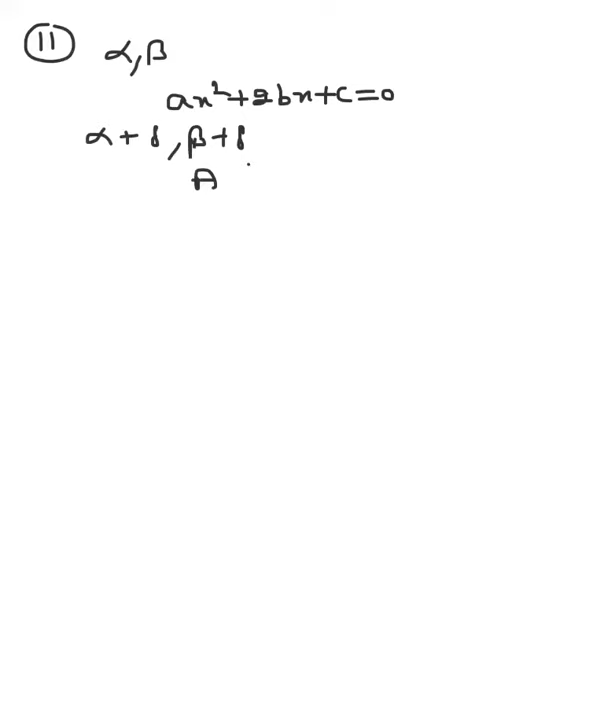 11 α, β
ax²+2bx+c=0
α+δ, β+δ
A